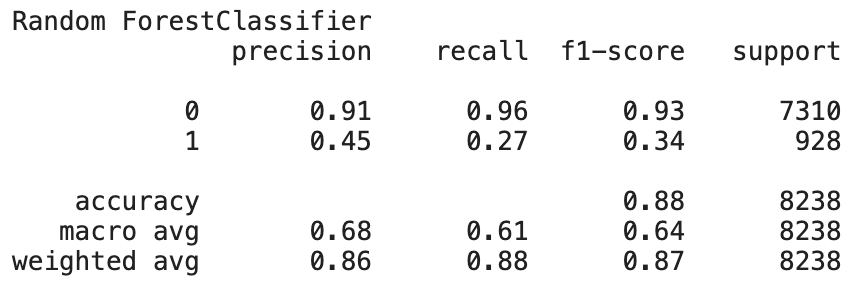 Random ForestClassifier
precision recall f1-score support
0 0.91 0.96 0.93 7310
1 0.45 0.27 0.34 928
accuracy 0.88 8238
macro avg 0.68 0.61 0.64 8238
weighted avg 0.86 0.88 0.87 8238